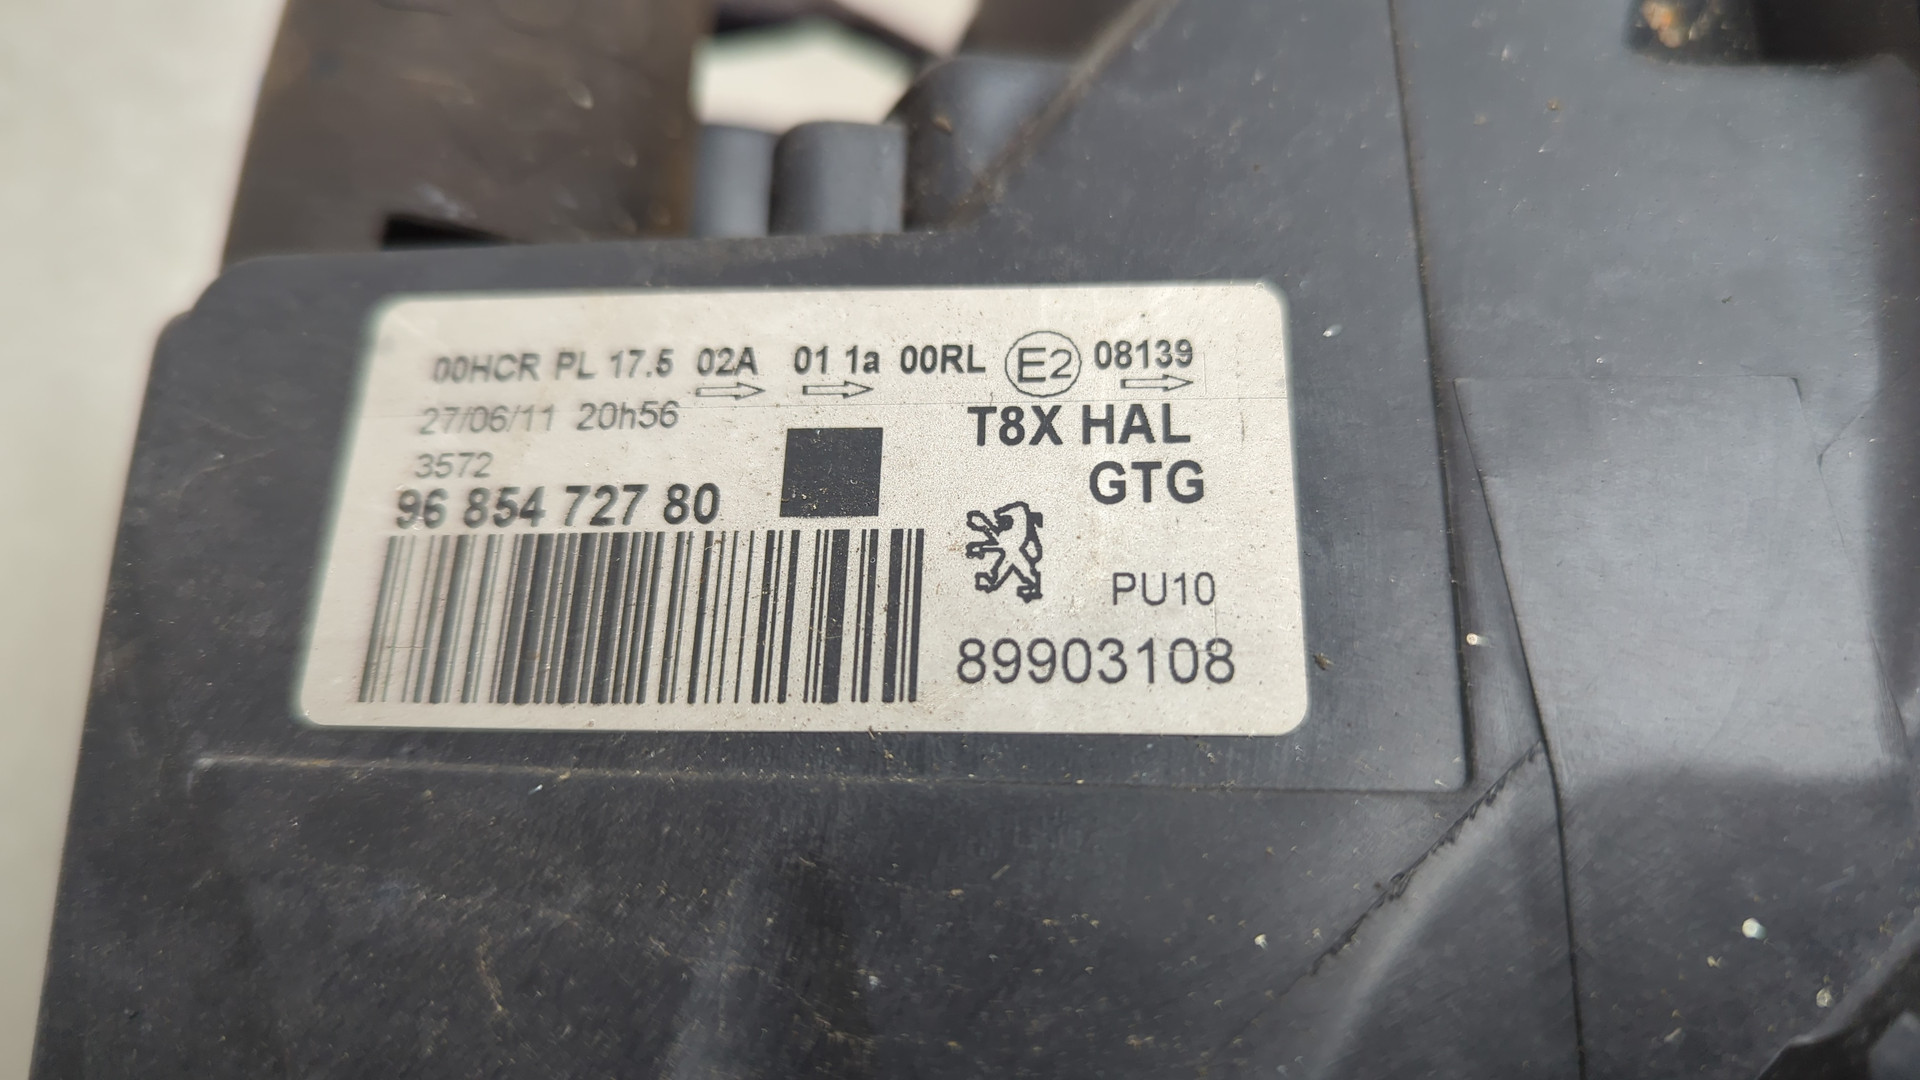 00HCR PL 17.5 02A 01 1a 00RL E2 08139
27/06/11 20h56
T8X HAL
3572
GTG
96 854 727 80
PU10
89903108